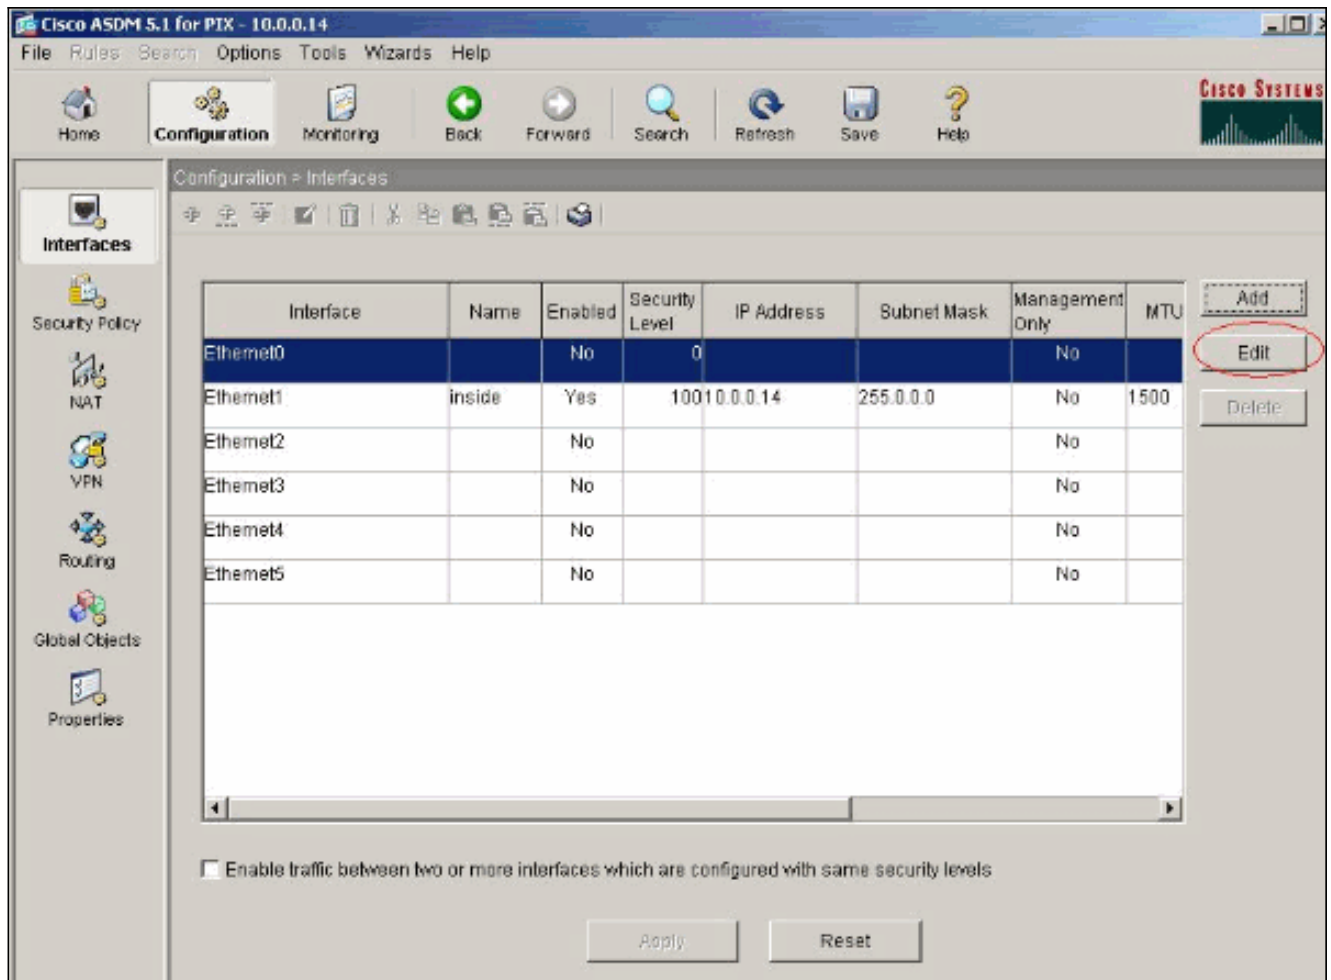 Cisco ASDM 5.1 for PIX - 10.0.0.14
File Rules Search Options Tools Wizards Help
Home Configuration Monitoring Back Forward Search Refresh Save Help
CISCO SYSTEMS
Configuration > Interfaces
Interfaces
Security Policy
NAT
VPN
Routing
Global Objects
Properties
Interface Name Enabled Security Level IP Address Subnet Mask Management Only MTU
Ethernet0 No 0 No
Ethernet1 inside Yes 100 10.0.0.14 255.0.0.0 No 1500
Ethernet2 No No
Ethernet3 No No
Ethernet4 No No
Ethernet5 No No
Add
Edit
Delete
Enable traffic between two or more interfaces which are configured with same security levels
Apply Reset